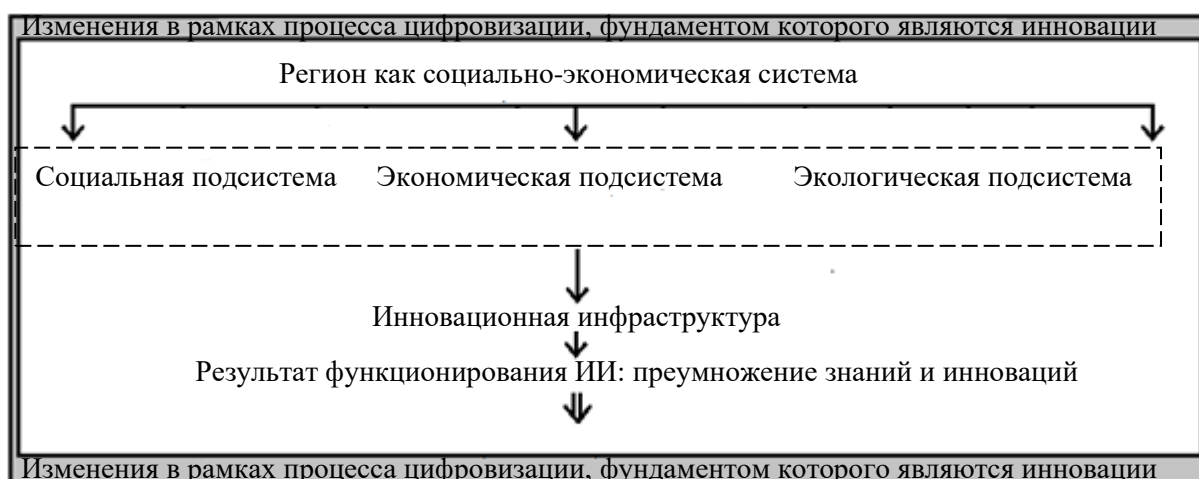 Изменения в рамках процесса цифровизации, фундаментом которого являются инновации
Регион как социально-экономическая система
Социальная подсистема Экономическая подсистема Экологическая подсистема
Инновационная инфраструктура
Результат функционирования ИИ: преумножение знаний и инноваций
Изменения в рамках процесса цифровизации, фундаментом которого являются инновации